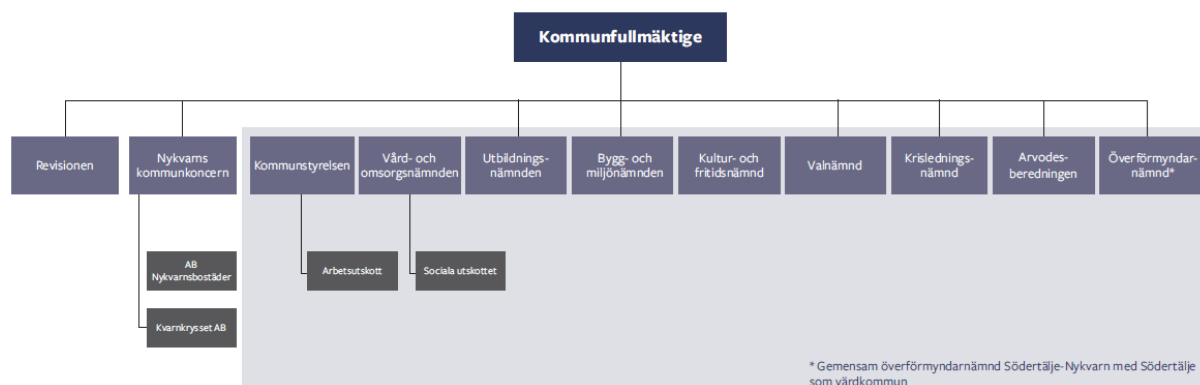 Kommunfullmäktige
Revisionen
Nykvarns
kommunkoncern
Kommunstyrelsen
Vård- och
omsorgsnämnden
Utbildnings-
nämnden
Bygg- och
miljönämnden
Kultur- och
fritidsnämnd
Valnämnd
Krislednings-
nämnd
Arvodes-
beredningen
Överförmyndar-
nämnd*
AB
Nykvarnsbostäder
Arbetsutskott
Sociala utskottet
Kvarnkrysset AB
* Gemensam överförmyndarnämnd Södertälje-Nykvarn med Södertälje
som värdkommun